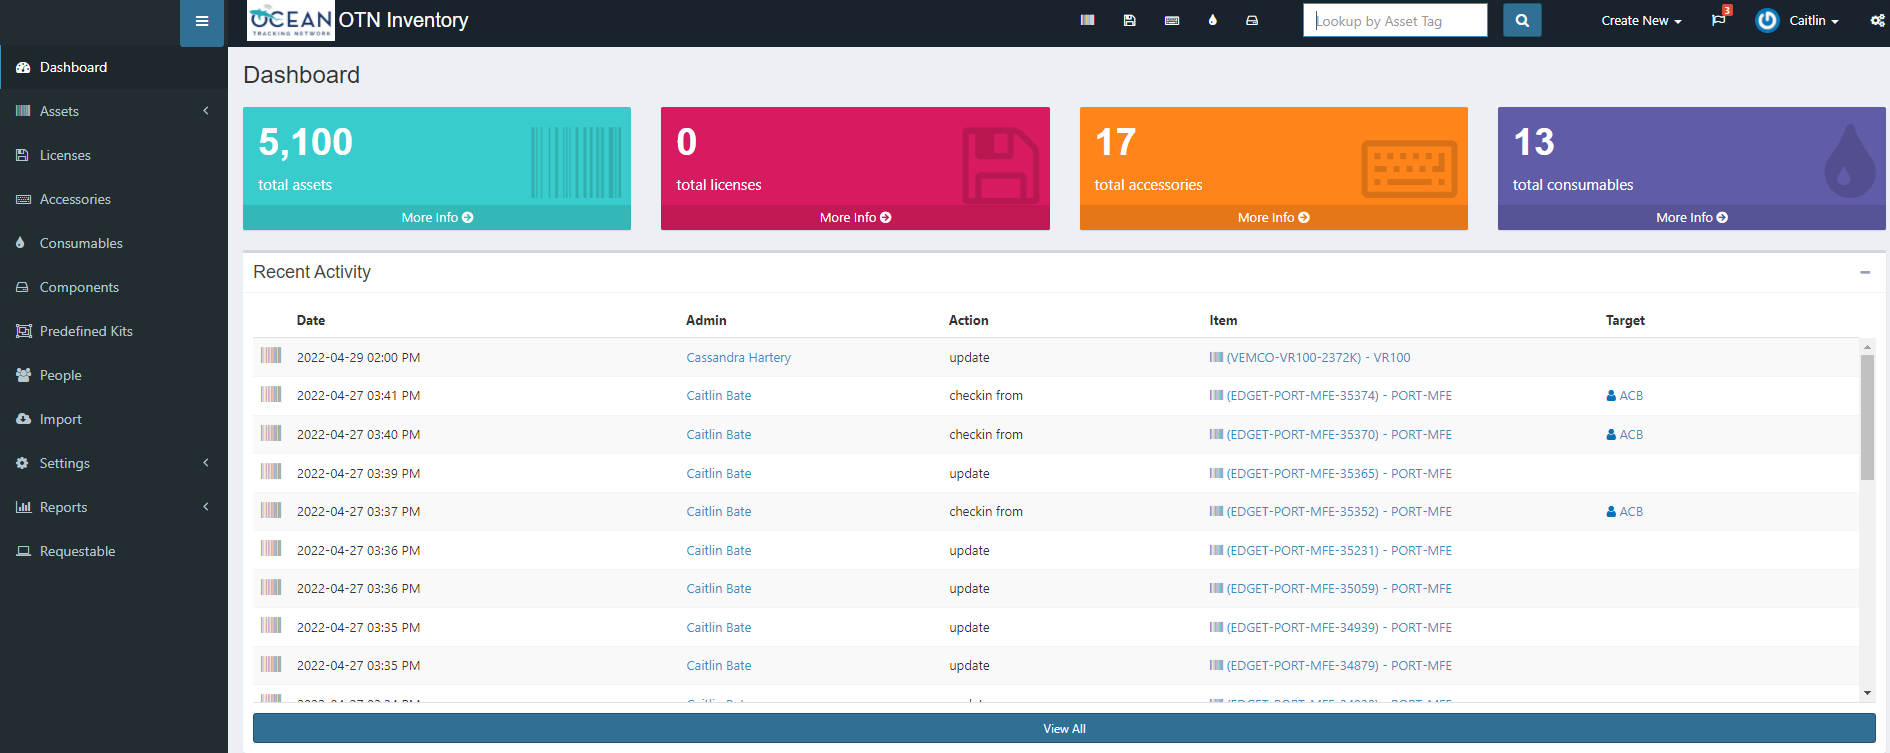 OCEAN
TRACKING NETWORK
OTN Inventory
Lookup by Asset Tag
Create New
3
Caitlin
Dashboard
Assets
Licenses
Accessories
Consumables
Components
Predefined Kits
People
Import
Settings
Reports
Requestable
Dashboard
5,100
total assets
More Info
0
total licenses
More Info
17
total accessories
More Info
13
total consumables
More Info
Recent Activity
Date Admin Action Item Target
2022-04-29 02:00 PM Cassandra Hartery update (VEMCO-VR100-2372K) - VR100
2022-04-27 03:41 PM Caitlin Bate checkin from (EDGET-PORT-MFE-35374) - PORT-MFE ACB
2022-04-27 03:40 PM Caitlin Bate checkin from (EDGET-PORT-MFE-35370) - PORT-MFE ACB
2022-04-27 03:39 PM Caitlin Bate update (EDGET-PORT-MFE-35365) - PORT-MFE
2022-04-27 03:37 PM Caitlin Bate checkin from (EDGET-PORT-MFE-35352) - PORT-MFE ACB
2022-04-27 03:36 PM Caitlin Bate update (EDGET-PORT-MFE-35231) - PORT-MFE
2022-04-27 03:36 PM Caitlin Bate update (EDGET-PORT-MFE-35059) - PORT-MFE
2022-04-27 03:35 PM Caitlin Bate update (EDGET-PORT-MFE-34939) - PORT-MFE
2022-04-27 03:35 PM Caitlin Bate update (EDGET-PORT-MFE-34879) - PORT-MFE
View All